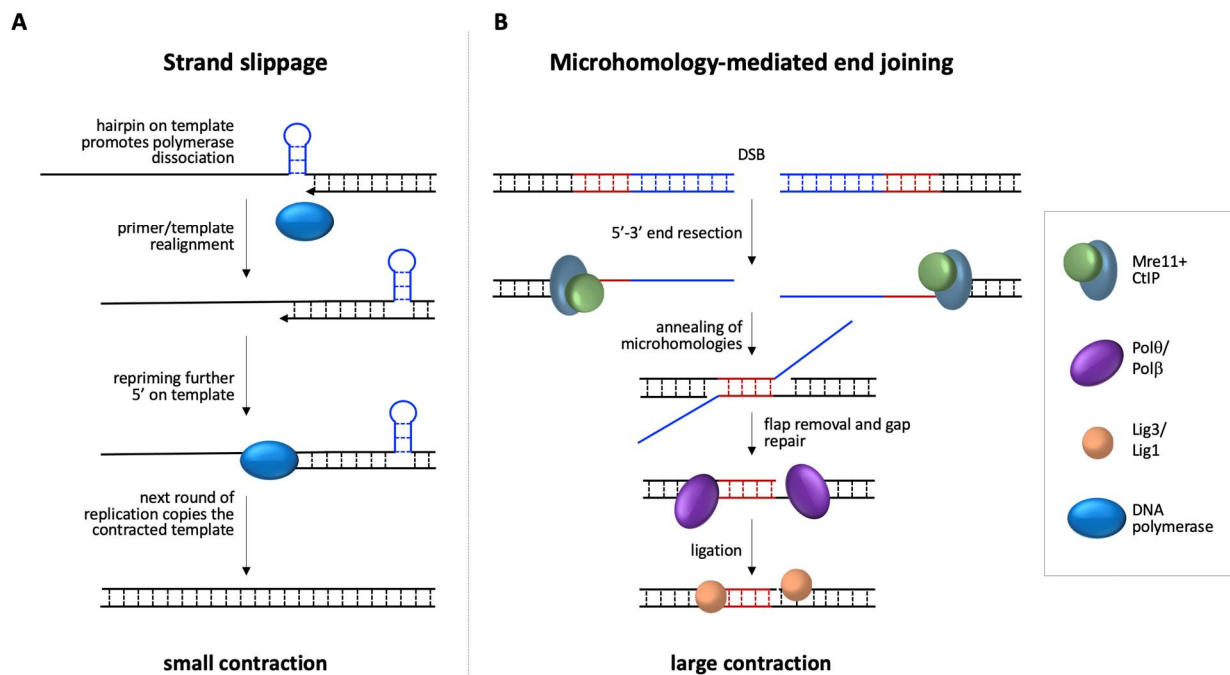 A
Strand slippage
hairpin on template
promotes polymerase
dissociation
primer/template
realignment
repriming further
5′ on template
next round of
replication copies the
contracted template
small contraction
B
Microhomology-mediated end joining
DSB
5′-3′ end resection
annealing of
microhomologies
flap removal and gap
repair
ligation
large contraction
Mre11+
CtIP
Polθ/
Polβ
Lig3/
Lig1
DNA
polymerase